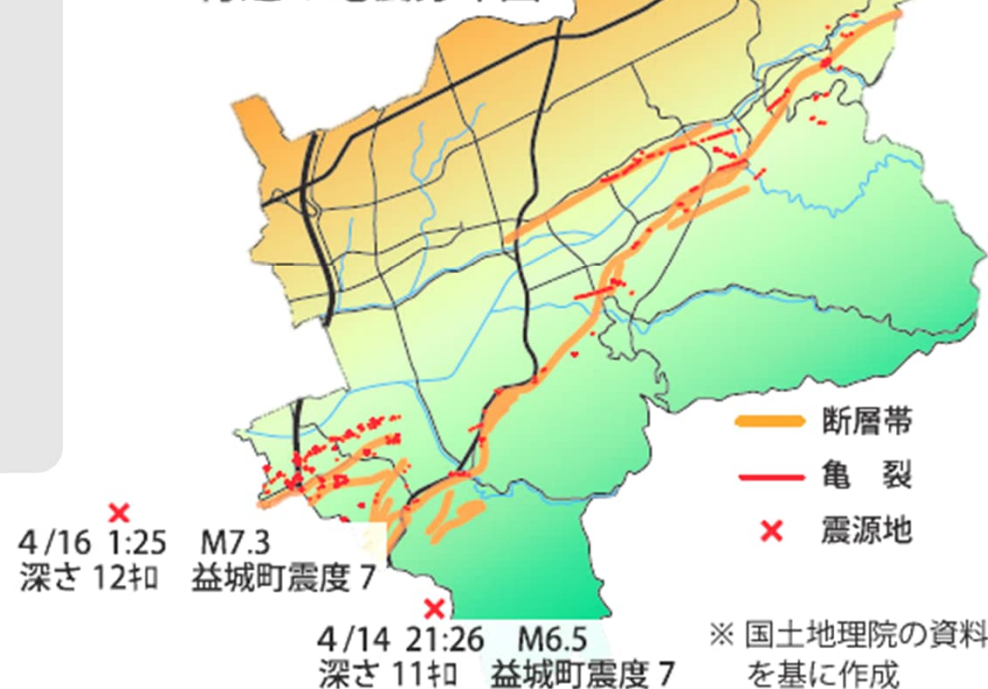 断層帯
亀 裂
震源地
4/16 1:25 M7.3
深さ 12㌔ 益城町震度 7
4/14 21:26 M6.5
深さ 11㌔ 益城町震度 7
※ 国土地理院の資料
を基に作成